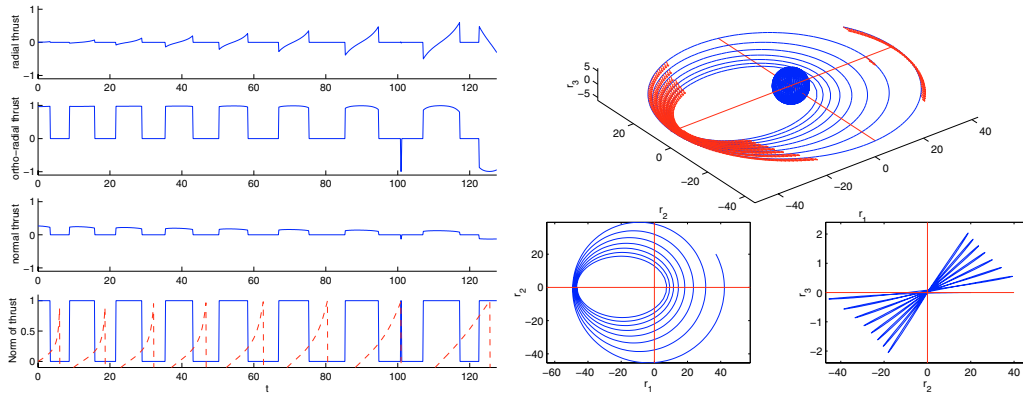 radial thrust
1
0
−1
0 20 40 60 80 100 120
ortho−radial thrust
1
0
−1
0 20 40 60 80 100 120
normal thrust
1
0
−1
0 20 40 60 80 100 120
Norm of thrust
1
0.5
0
0 20 40 60 80 100 120
t
r3
5
0
−5
20
0
−20
−40
r2
−40
−20
0
20
40
r1
r2
20
0
−20
−40
−60 −40 −20 0 20 40
r1
r3
2
1
0
−1
−2
−40 −20 0 20 40
r2